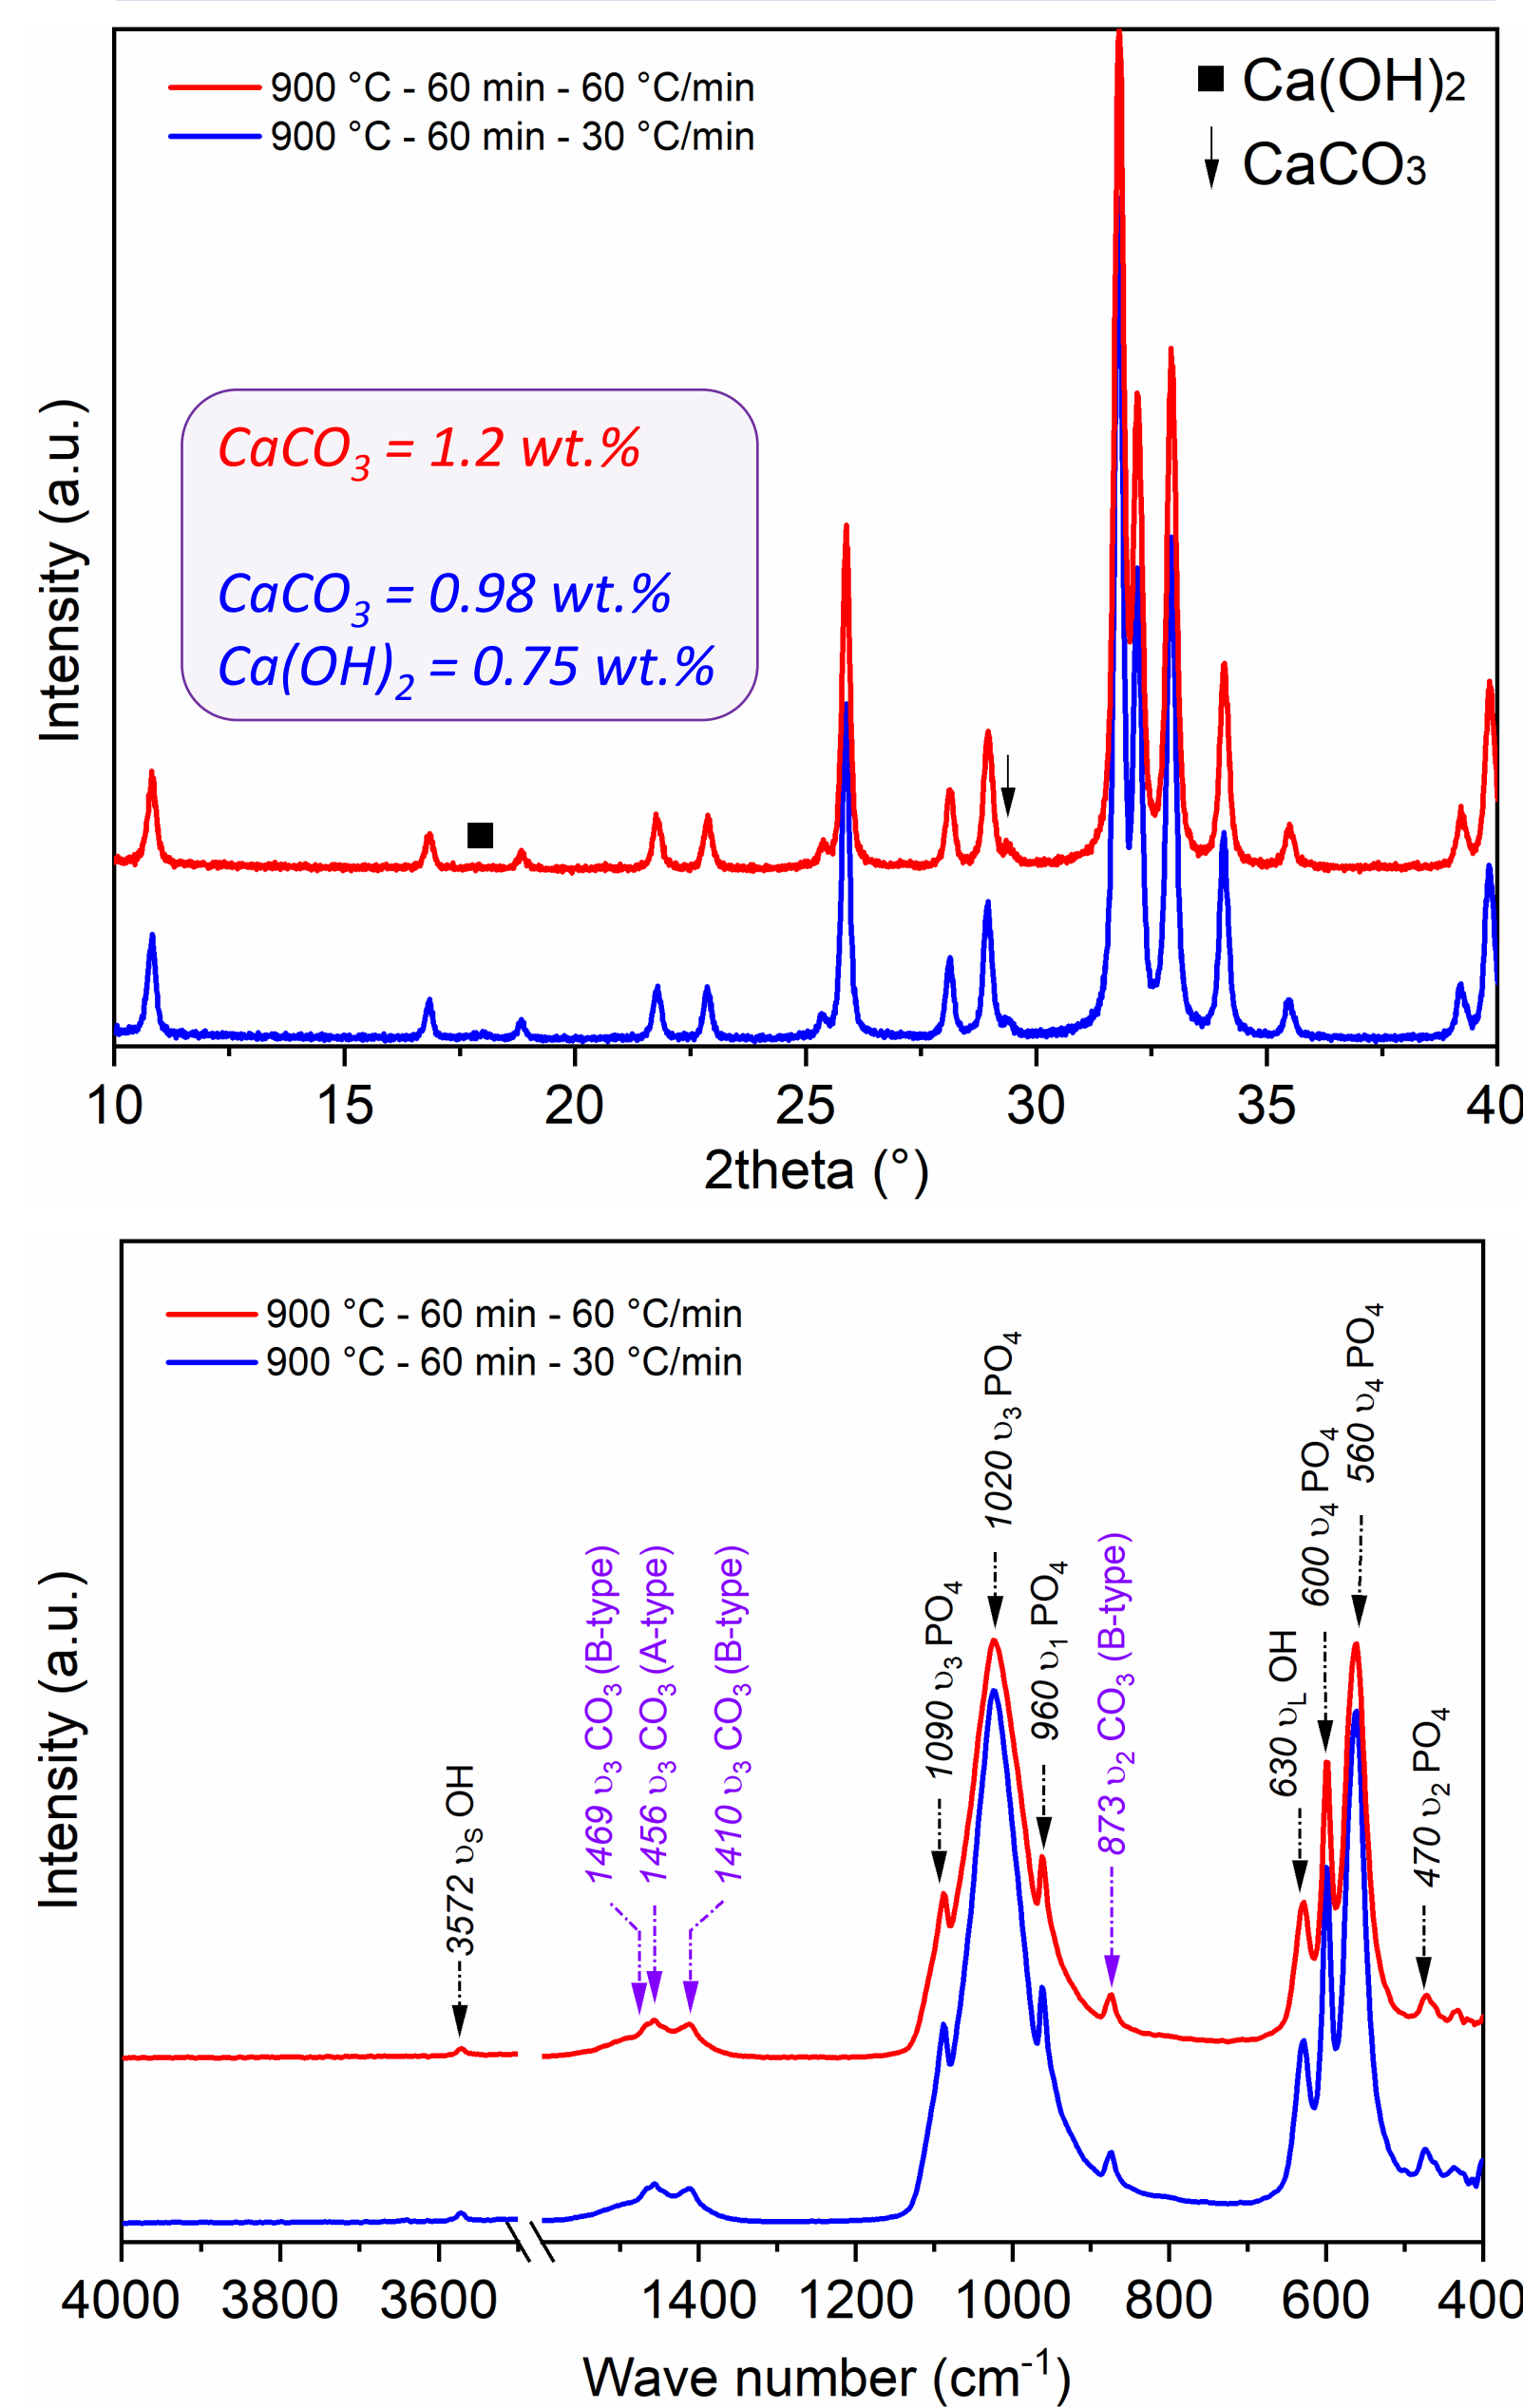 900 °C - 60 min - 60 °C/min
900 °C - 60 min - 30 °C/min
■ Ca(OH)2
CaCO3
CaCO₃ = 1.2 wt.%
CaCO₃ = 0.98 wt.%
Ca(OH)₂ = 0.75 wt.%
Intensity (a.u.)
10 15 20 25 30 35 40
2theta (°)
900 °C - 60 min - 60 °C/min
900 °C - 60 min - 30 °C/min
3572 υS OH
1469 υ₃ CO₃ (B-type)
1456 υ₃ CO₃ (A-type)
1410 υ₃ CO₃ (B-type)
1090 υ₃ PO₄
1020 υ₃ PO₄
960 υ₁ PO₄
873 υ₂ CO₃ (B-type)
630 υL OH
600 υ₄ PO₄
560 υ₄ PO₄
470 υ₂ PO₄
Intensity (a.u.)
4000 3800 3600 1400 1200 1000 800 600 400
Wave number (cm⁻¹)